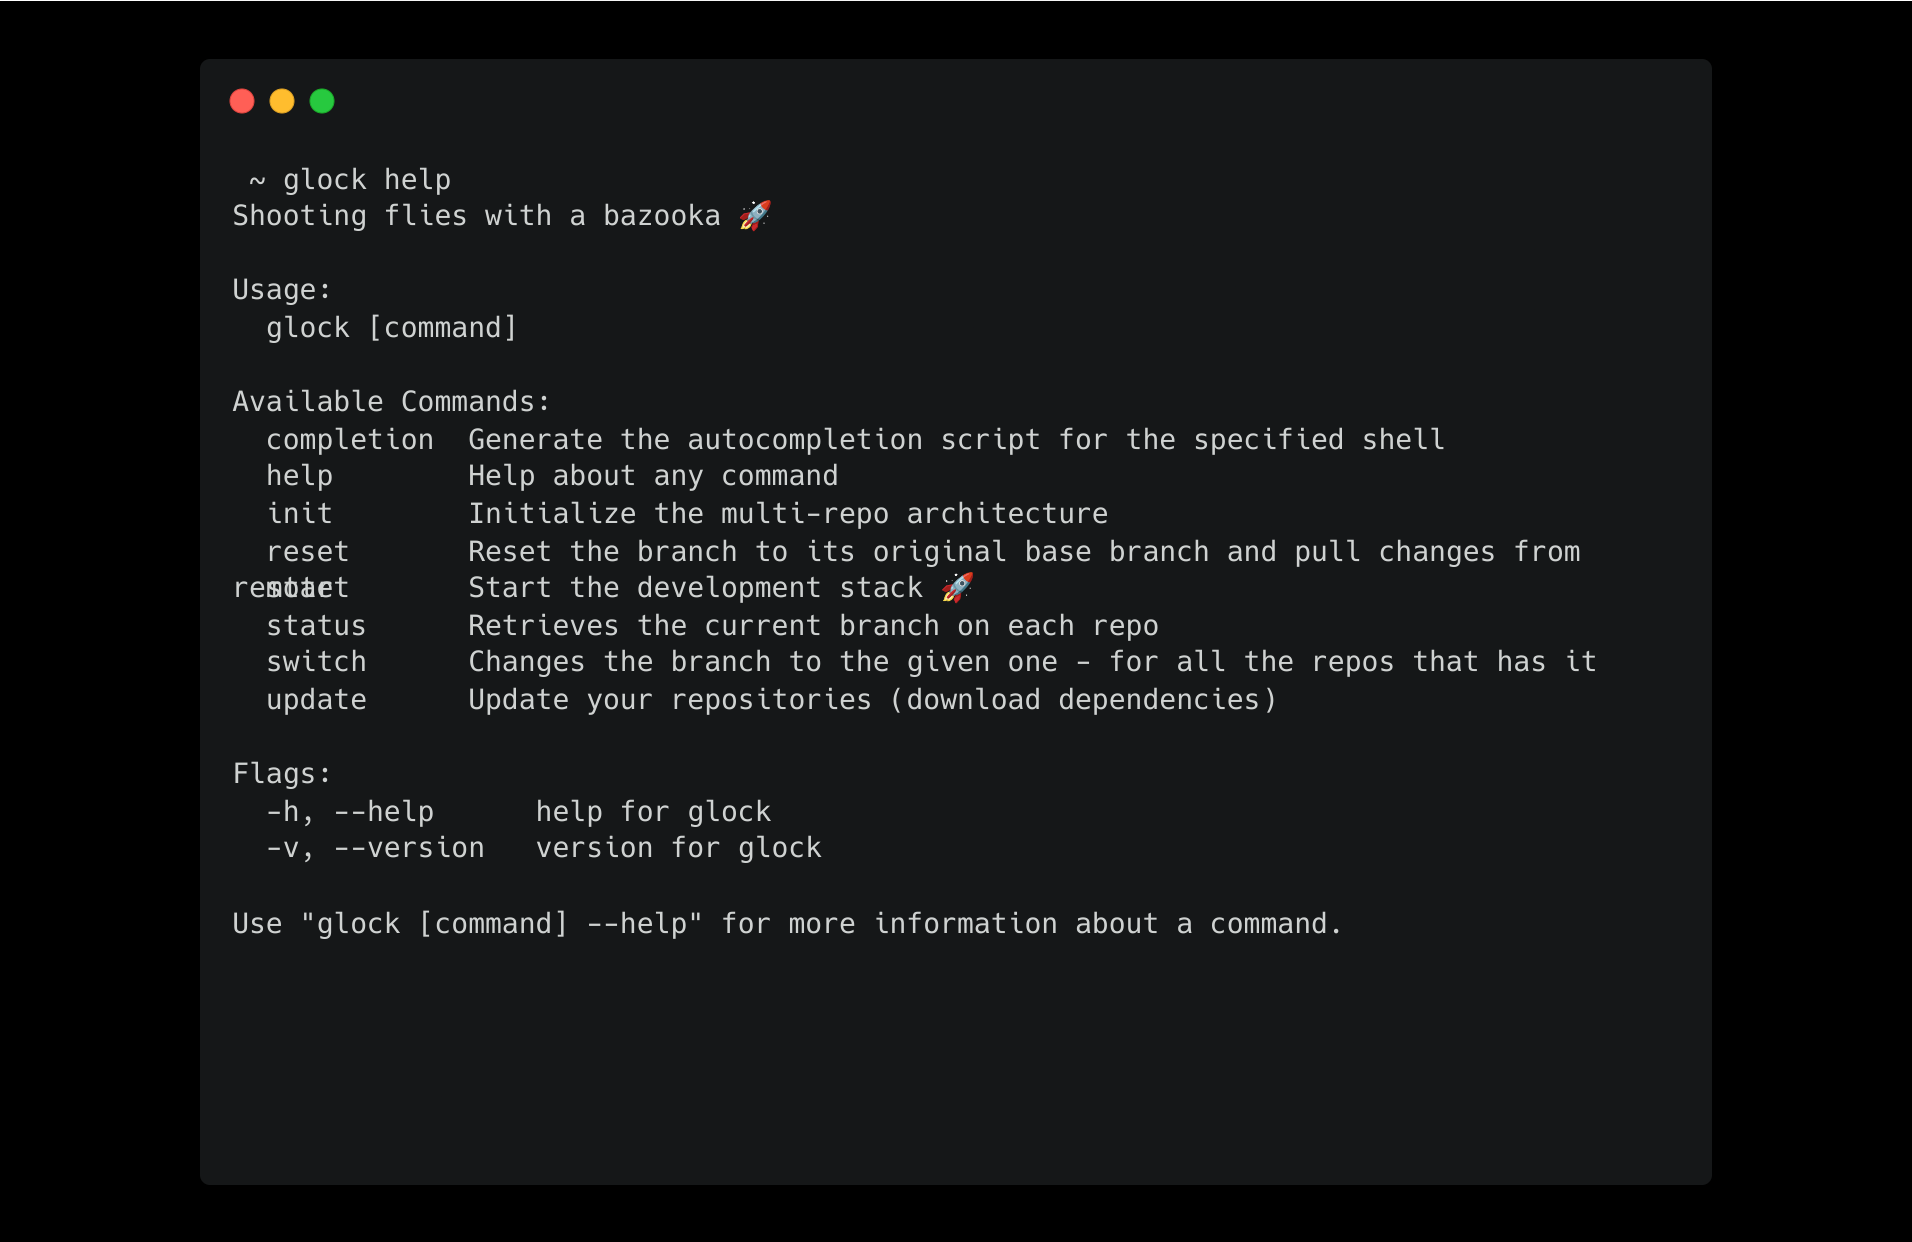 ~ glock help
Shooting flies with a bazooka 🚀
Usage:
glock [command]
Available Commands:
completion  Generate the autocompletion script for the specified shell
help        Help about any command
init        Initialize the multi-repo architecture
reset       Reset the branch to its original base branch and pull changes from
remote
start       Start the development stack 🚀
status      Retrieves the current branch on each repo
switch      Changes the branch to the given one - for all the repos that has it
update      Update your repositories (download dependencies)
Flags:
-h, --help      help for glock
-v, --version   version for glock
Use "glock [command] --help" for more information about a command.